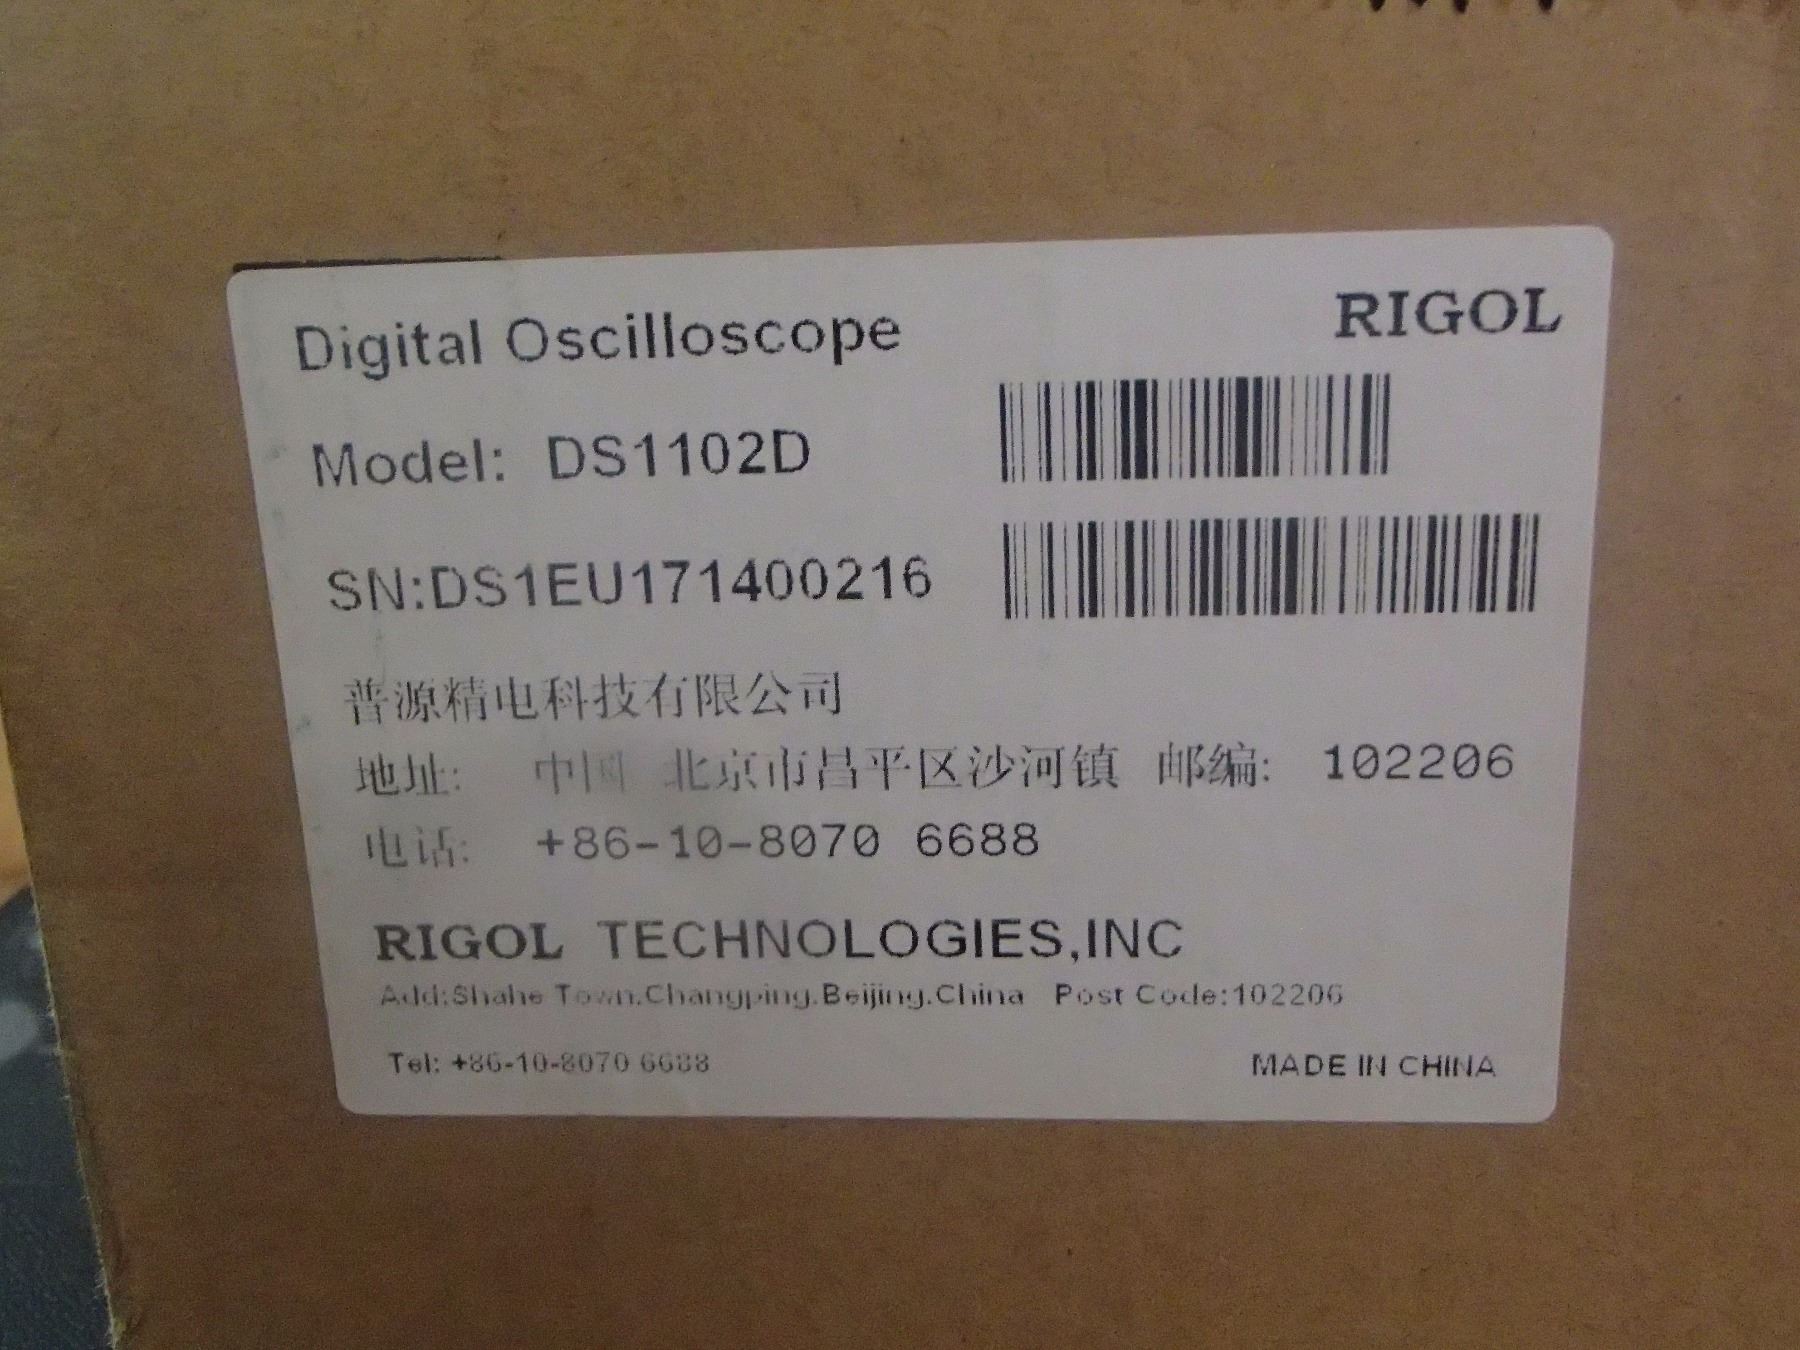 Digital Oscilloscope RIGOL
Model: DS1102D
SN:DS1EU171400216
普源精电科技有限公司
地址: 中国 北京市昌平区沙河镇 邮编: 102206
电话: +86-10-8070 6688
RIGOL TECHNOLOGIES,INC
Add:Shahe Town,Changping,Beijing,China Post Code:102206
Tel: +86-10-8070 6688 MADE IN CHINA